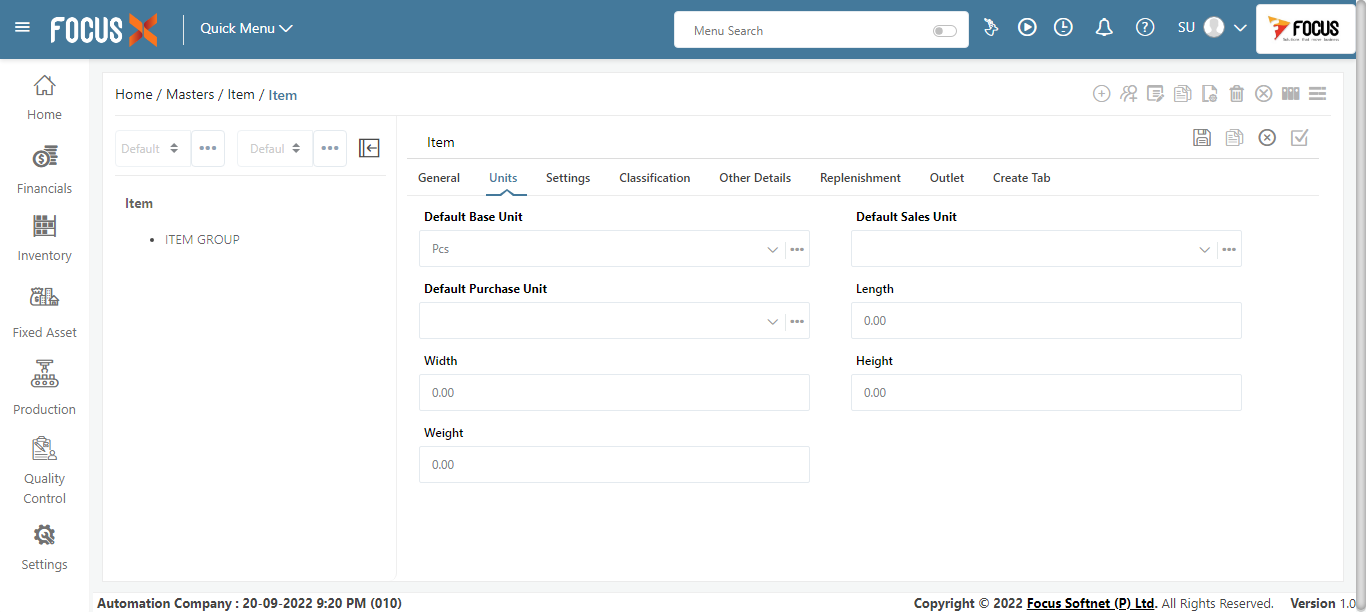 FOCUS X
Quick Menu
Menu Search
SU
FOCUS
Home
Financials
Inventory
Fixed Asset
Production
Quality
Control
Settings
Home / Masters / Item / Item
Default
Defaul
Item
ITEM GROUP
Item
General Units Settings Classification Other Details Replenishment Outlet Create Tab
Default Base Unit
Pcs
Default Sales Unit
Default Purchase Unit
Length
0.00
Width
0.00
Height
0.00
Weight
0.00
Automation Company : 20-09-2022 9:20 PM (010)
Copyright © 2022 Focus Softnet (P) Ltd. All Rights Reserved. Version 1.0